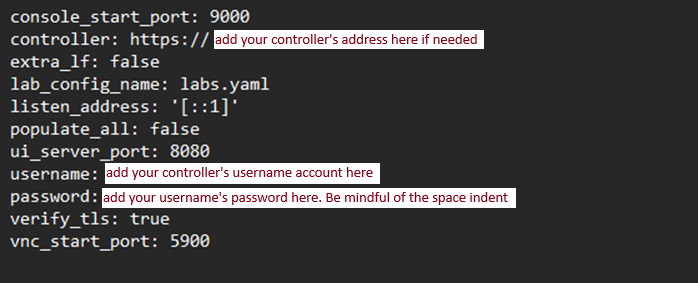 console_start_port: 9000
controller: https:// add your controller's address here if needed
extra_lf: false
lab_config_name: labs.yaml
listen_address: '[::1]'
populate_all: false
ui_server_port: 8080
username: add your controller's username account here
password: add your username's password here. Be mindful of the space indent
verify_tls: true
vnc_start_port: 5900